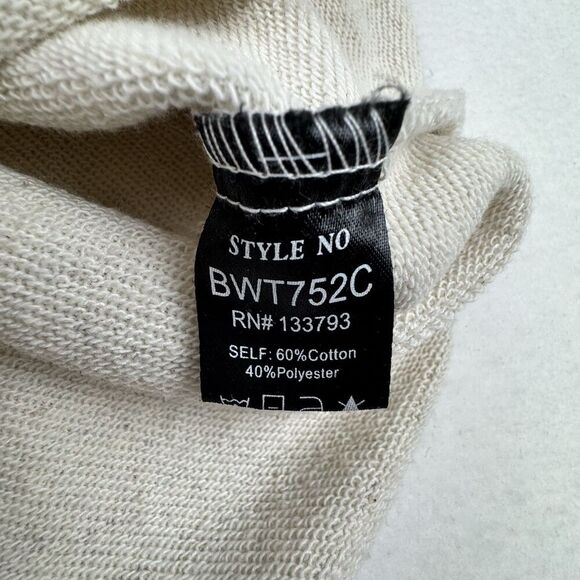 STYLE NO
BWT752C
RN# 133793
SELF: 60%Cotton
40%Polyester